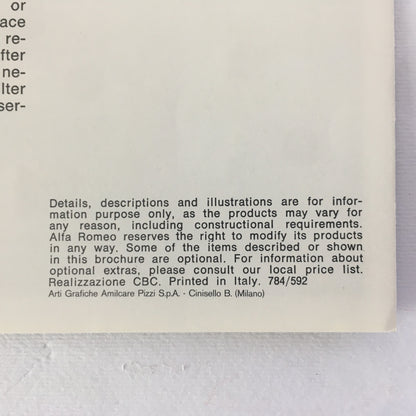 or
ace
re-
fter
ne-
lter
ser-
Details, descriptions and illustrations are for infor-
mation purpose only, as the products may vary for
any reason, including constructional requirements.
Alfa Romeo reserves the right to modify its products
in any way. Some of the items described or shown
in this brochure are optional. For information about
optional extras, please consult our local price list.
Realizzazione CBC. Printed in Italy. 784/592
Arti Grafiche Amilcare Pizzi S.p.A. - Cinisello B. (Milano)